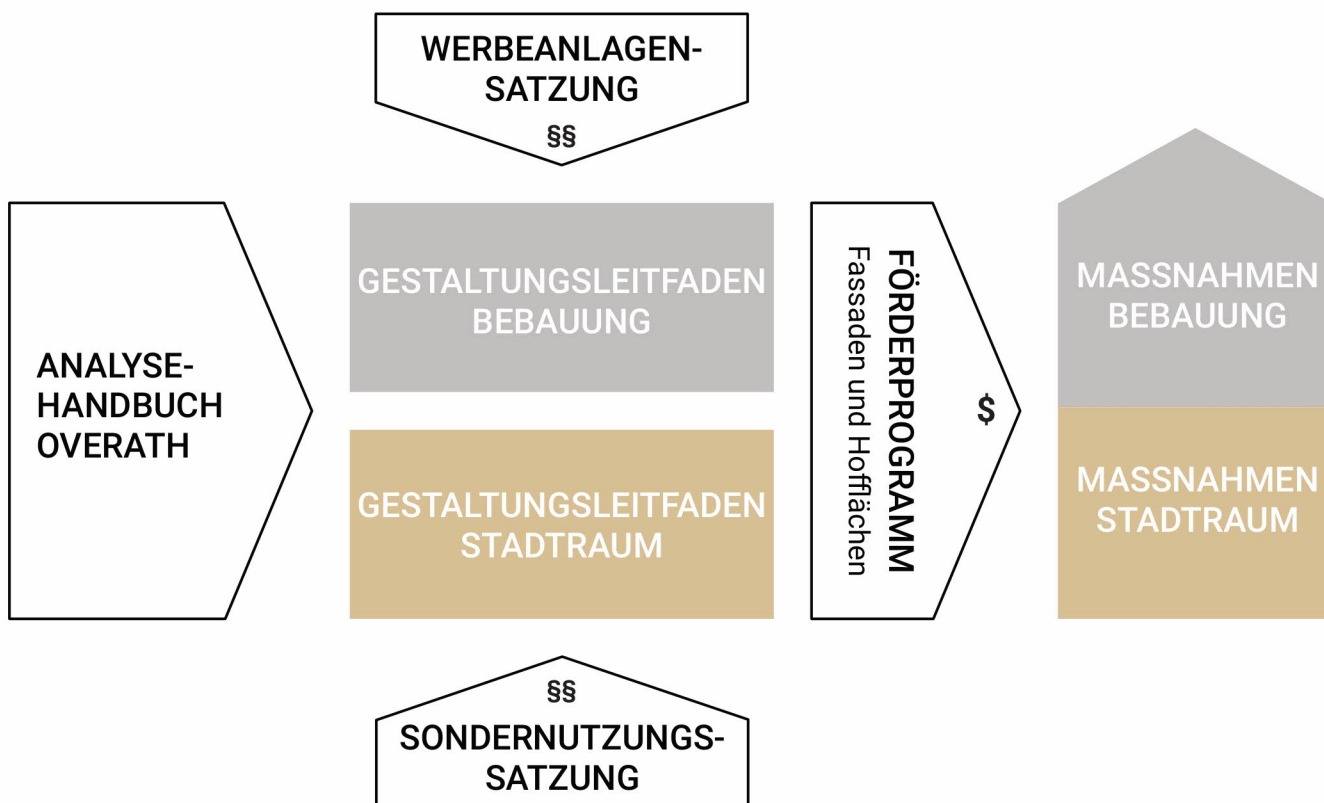 WERBEANLAGEN-
SATZUNG
§§
ANALYSE-
HANDBUCH
OVERATH
GESTALTUNGSLEITFADEN
BEBAUUNG
GESTALTUNGSLEITFADEN
STADTRAUM
FÖRDERPROGRAMM
Fassaden und Hofflächen
$
MASSNAHMEN
BEBAUUNG
MASSNAHMEN
STADTRAUM
§§
SONDERNUTZUNGS-
SATZUNG